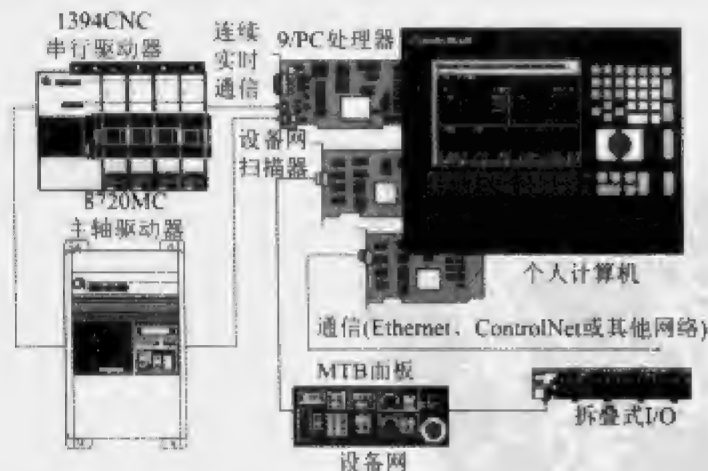 1394CNC
串行驱动器
连续
实时
通信
9/PC处理器
设备网
扫描器
8720MC
主轴驱动器
个人计算机
通信(Ethernet、ControlNet或其他网络)
MTB面板
拆叠式I/O
设备网